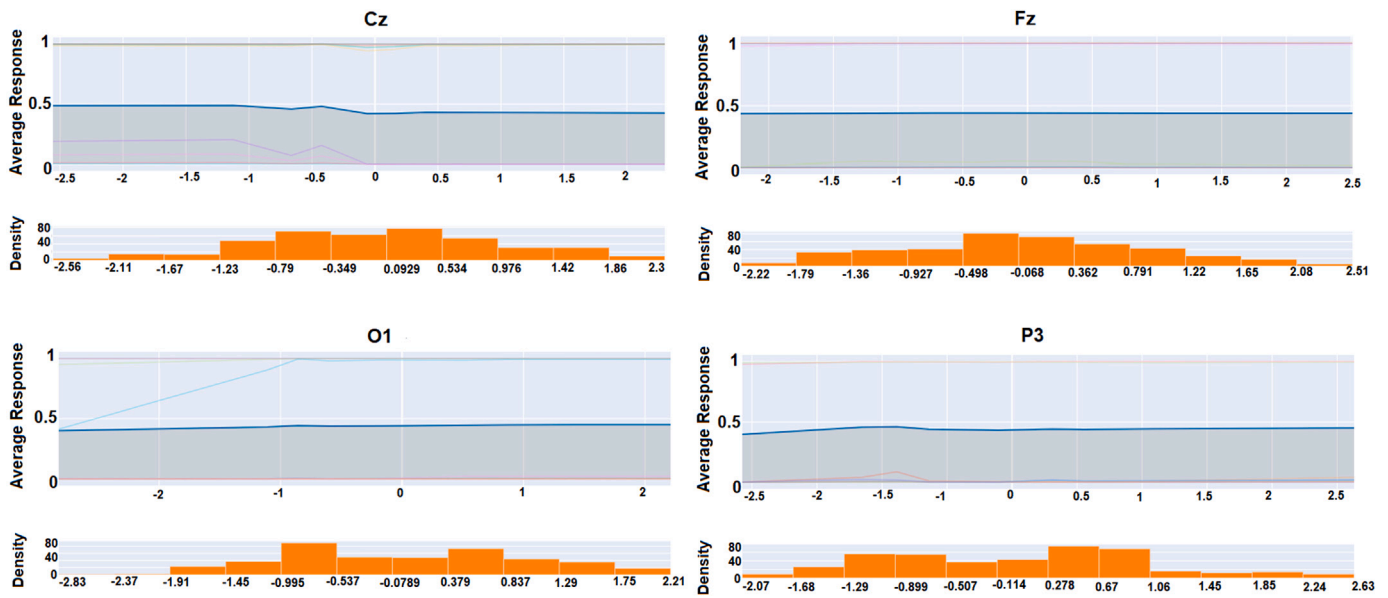 Cz
Average Response
1
0.5
0
-2.5 -2 -1.5 -1 -0.5 0 0.5 1 1.5 2
Density
80
40
0
-2.56 -2.11 -1.67 -1.23 -0.79 -0.349 0.0929 0.534 0.976 1.42 1.86 2.3
Fz
Average Response
1
0.5
0
-2 -1.5 -1 -0.5 0 0.5 1 1.5 2 2.5
Density
80
40
0
-2.22 -1.79 -1.36 -0.927 -0.498 -0.068 0.362 0.791 1.22 1.65 2.08 2.51
O1
Average Response
1
0.5
0
-2 -1 0 1 2
Density
80
40
0
-2.83 -2.37 -1.91 -1.45 -0.995 -0.537 -0.0789 0.379 0.837 1.29 1.75 2.21
P3
Average Response
1
0.5
0
-2.5 -2 -1.5 -1 0 0.5 1 1.5 2 2.5
Density
80
40
0
-2.07 -1.68 -1.29 -0.899 -0.507 -0.114 0.278 0.67 1.06 1.45 1.85 2.24 2.63